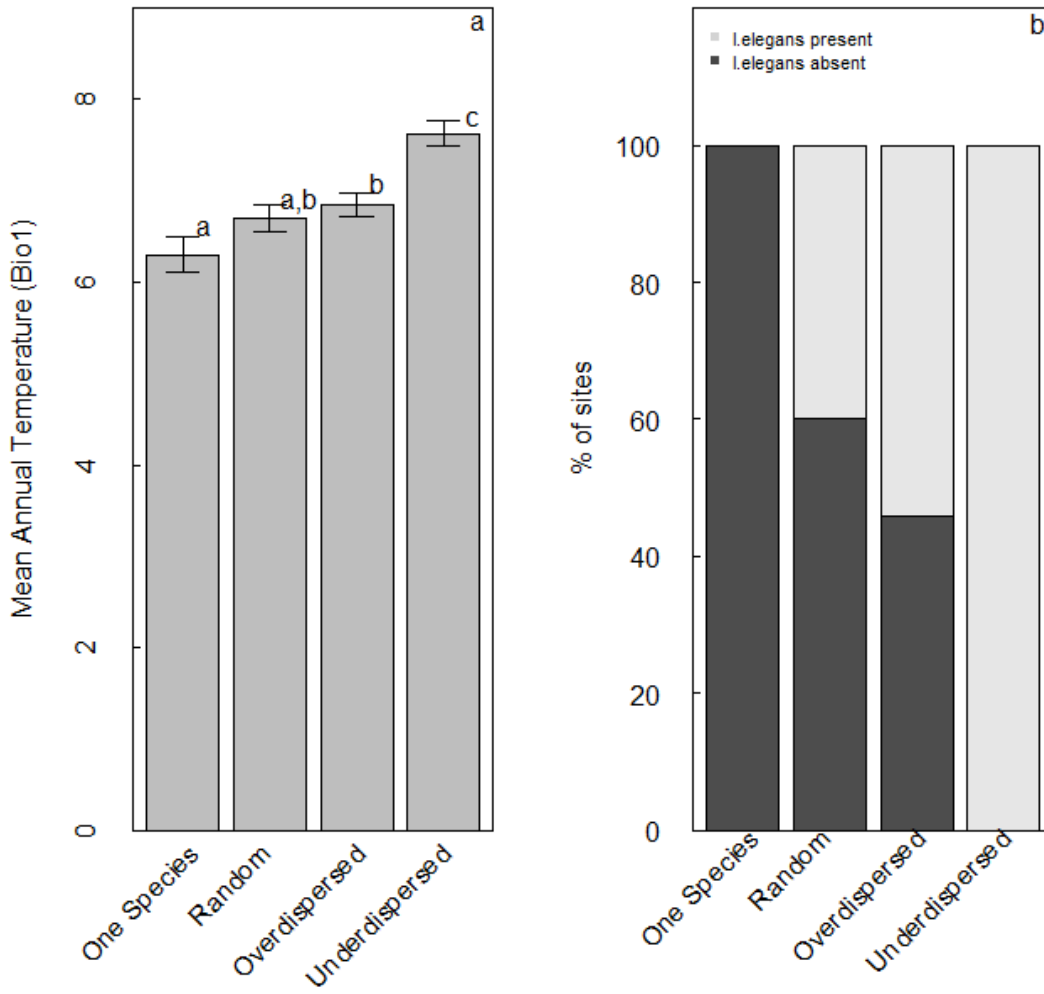 a
Mean Annual Temperature (Bio1)
8
6
4
2
0
a
a,b
b
c
One Species
Random
Overdispersed
Underdispersed
b
I.elegans present
I.elegans absent
% of sites
100
80
60
40
20
0
One Species
Random
Overdispersed
Underdispersed